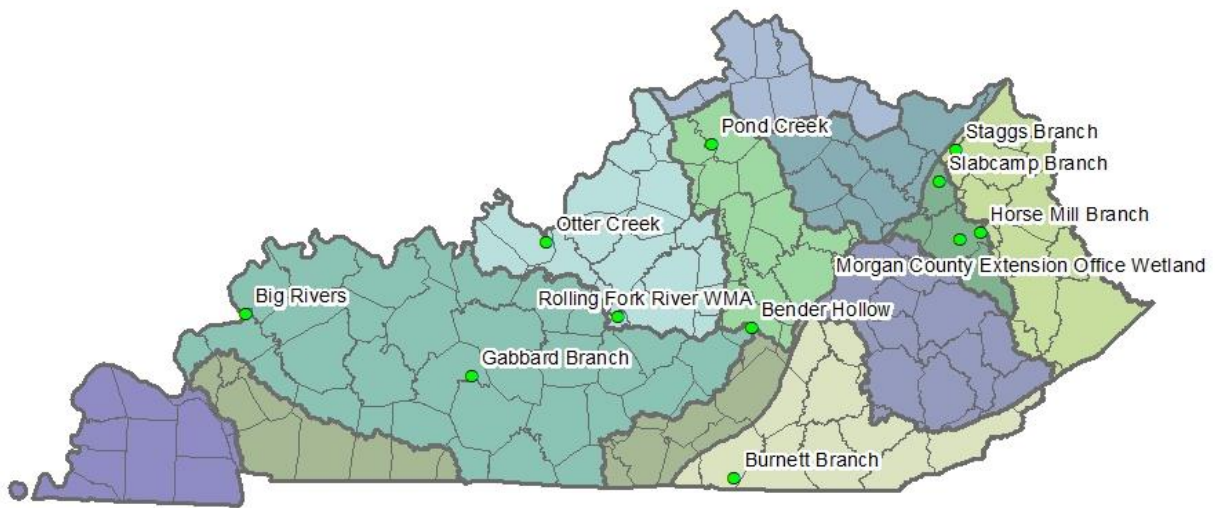 Pond Creek
Staggs Branch
Slabcamp Branch
Horse Mill Branch
Otter Creek
Morgan County Extension Office Wetland
Big Rivers
Rolling Fork River WMA
Bender Hollow
Gabbard Branch
Burnett Branch